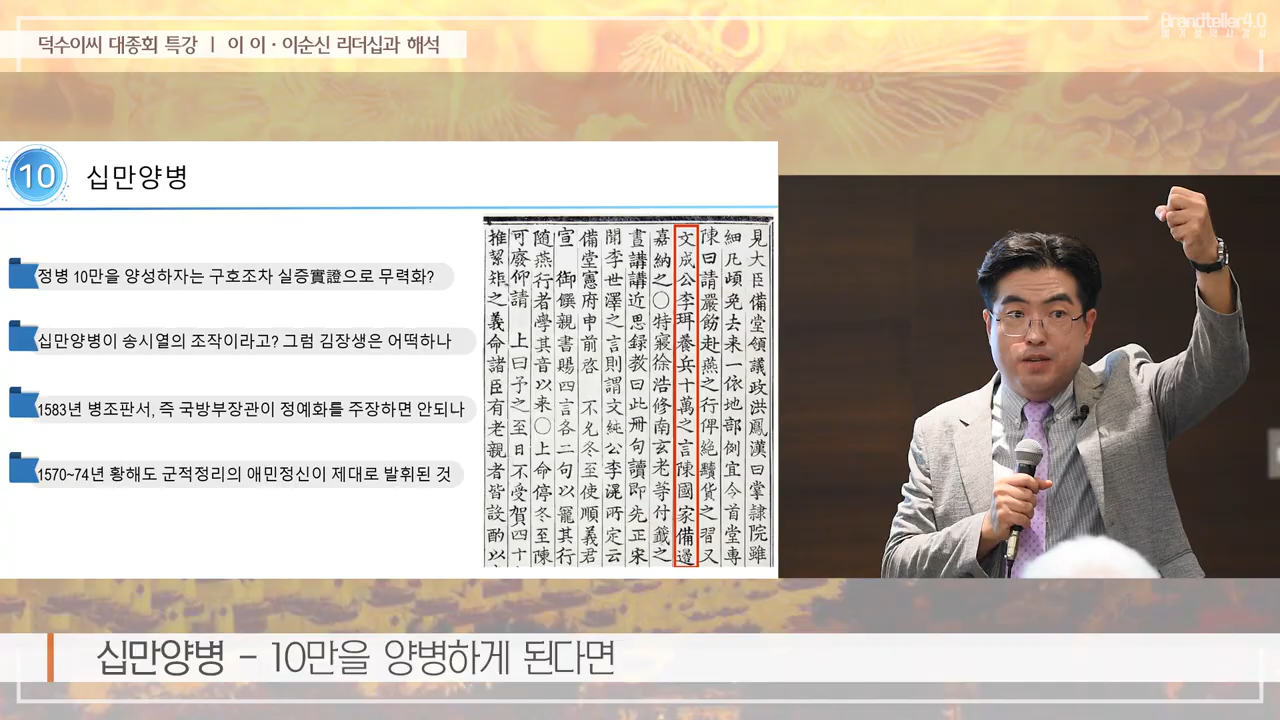 덕수이씨 대종회 특강 ㅣ 이 이·이순신 리더십과 해석
Brandteller4.0
10 십만양병
정병 10만을 양성하자는 구호조차 실증實證으로 무력화?
십만양병이 송시열의 조작이라고? 그럼 김장생은 어떡하나
1583년 병조판서, 즉 국방부장관이 정예화를 주장하면 안되나
1570~74년 황해도 군적정리의 애민정신이 제대로 발휘된 것
見大臣備堂領議政洪鳳漢曰掌隷院雖
細凡頉免去来一依地部例宜令首堂專
陳曰請嚴飭赴燕之行俾絶黷貨之習又
文成公李珥養兵十萬之言陳國家備邉
嘉納之○特寢徐浩修南玄老等付籤之
晝講講近思録教曰此册句讀即先正宋
聞李世澤之言則謂文純公李滉所定云
備堂憲府申前啓 不允冬至使順義君
宣 御饌親書賜四言各二句以寵其行
随燕行者學其音以来○上命停冬至陳
可廢仰請 上曰予之至日不受賀四十
推絜矩之義命諸臣有老親者皆設酌以
십만양병 – 10만을 양병하게 된다면